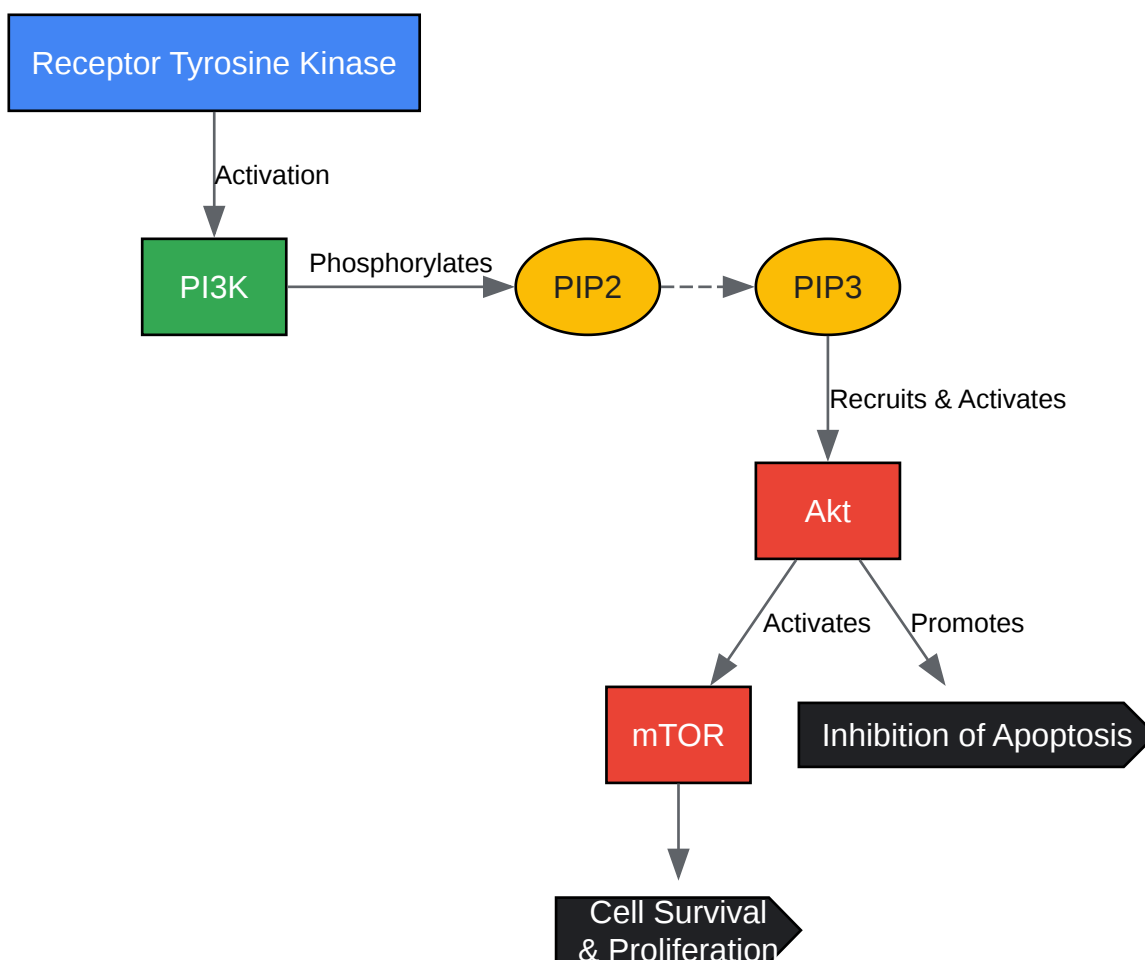 Receptor Tyrosine Kinase
Activation
PI3K
Phosphorylates
PIP2
PIP3
Recruits & Activates
Akt
Activates
Promotes
mTOR
Inhibition of Apoptosis
Cell Survival
& Proliferation